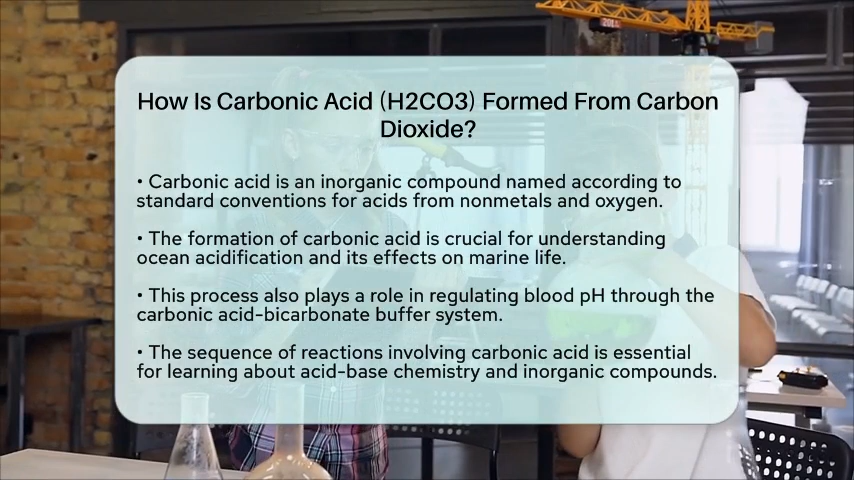 How Is Carbonic Acid (H2CO3) Formed From Carbon
Dioxide?
• Carbonic acid is an inorganic compound named according to
standard conventions for acids from nonmetals and oxygen.
• The formation of carbonic acid is crucial for understanding
ocean acidification and its effects on marine life.
• This process also plays a role in regulating blood pH through the
carbonic acid-bicarbonate buffer system.
• The sequence of reactions involving carbonic acid is essential
for learning about acid-base chemistry and inorganic compounds.